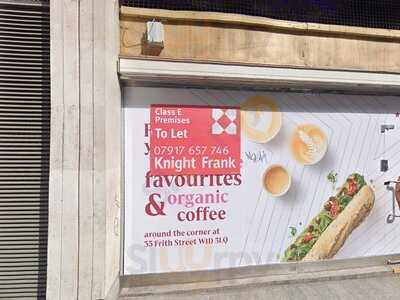 Class E
Premises
To Let
07917 657 746
Knight Frank
favourites
& organic
coffee
around the corner at
55 Frith Street W1D 5LQ